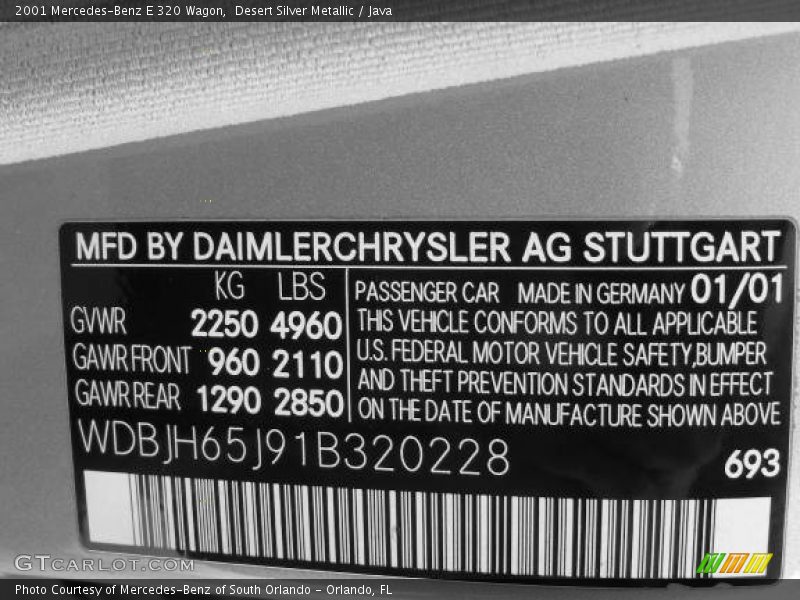 2001 Mercedes-Benz E 320 Wagon,  Desert Silver Metallic / Java
MFD BY DAIMLERCHRYSLER AG STUTTGART
KG LBS
GVWR 2250 4960
GAWR FRONT 960 2110
GAWR REAR 1290 2850
PASSENGER CAR MADE IN GERMANY 01/01
THIS VEHICLE CONFORMS TO ALL APPLICABLE
U.S. FEDERAL MOTOR VEHICLE SAFETY,BUMPER
AND THEFT PREVENTION STANDARDS IN EFFECT
ON THE DATE OF MANUFACTURE SHOWN ABOVE
WDBJH65J91B320228
693
GTCarLot.com
Photo Courtesy of Mercedes-Benz of South Orlando - Orlando, FL